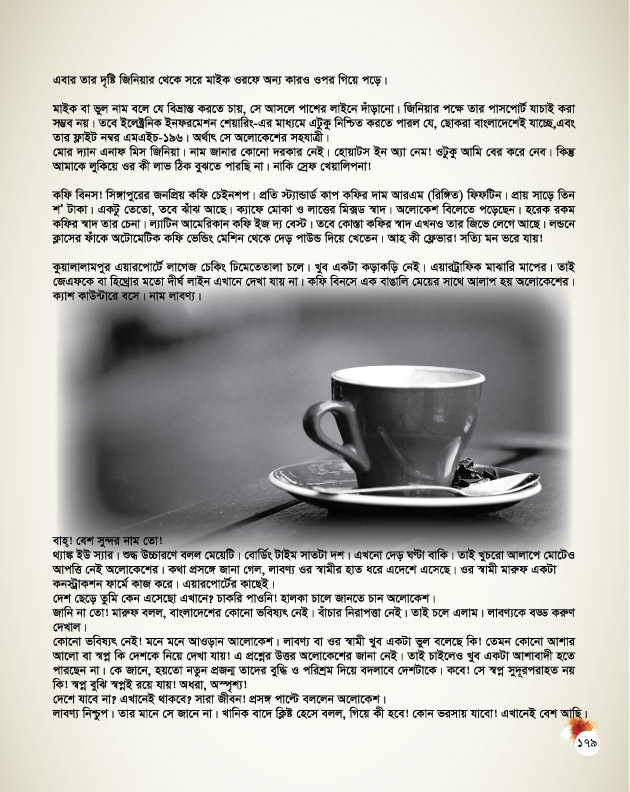 এবার তার দৃষ্টি জিনিয়ার থেকে সরে মাইক ওরফে অন্য কারও ওপর গিয়ে পড়ে।
মাইক বা ভুল নাম বলে যে বিভ্রান্ত করতে চায়, সে আসলে পাশের লাইনে দাঁড়ানো। জিনিয়ার পক্ষে তার পাসপোর্ট যাচাই করা
সম্ভব নয়। তবে ইলেক্ট্রনিক ইনফরমেশন শেয়ারিং-এর মাধ্যমে এটুকু নিশ্চিত করতে পারল যে, ছোকরা বাংলাদেশেই যাচ্ছে,এবং
তার ফ্লাইট নম্বর এমএইচ-১৯৬। অর্থাৎ সে অলোকেশের সহযাত্রী।
মোর দ্যান এনাফ মিস জিনিয়া। নাম জানার কোনো দরকার নেই। হোয়াটস ইন অ্যা নেম! ওটুকু আমি বের করে নেব। কিন্তু
আমাকে লুকিয়ে ওর কী লাভ ঠিক বুঝতে পারছি না। নাকি স্রেফ খেয়ালিপনা!
কফি বিনস! সিঙ্গাপুরের জনপ্রিয় কফি চেইনশপ। প্রতি স্ট্যান্ডার্ড কাপ কফির দাম আরএম (রিঙ্গিত) ফিফটিন। প্রায় সাড়ে তিন
শ’ টাকা। একটু তেতো, তবে ঝাঁঝ আছে। ক্যাফে মোকা ও লাত্তের মিক্সড স্বাদ। অলোকেশ বিলেতে পড়েছেন। হরেক রকম
কফির স্বাদ তার চেনা। ল্যাটিন আমেরিকান কফি ইজ দ্য বেস্ট। তবে কোস্তা কফির স্বাদ এখনও তার জিভে লেগে আছে। লন্ডনে
ক্লাসের ফাঁকে অটোমেটিক কফি ভেন্ডিং মেশিন থেকে দেড় পাউন্ড দিয়ে খেতেন। আহ কী ফ্লেভার! সত্যি মন ভরে যায়!
কুয়ালালামপুর এয়ারপোর্টে লাগেজ চেকিং ঢিমেতেতালা চলে। খুব একটা কড়াকড়ি নেই। এয়ারট্রাফিক মাঝারি মাপের। তাই
জেএফকে বা হিথ্রোর মতো দীর্ঘ লাইন এখানে দেখা যায় না। কফি বিনসে এক বাঙালি মেয়ের সাথে আলাপ হয় অলোকেশের।
ক্যাশ কাউন্টারে বসে। নাম লাবণ্য।
বাহ্! বেশ সুন্দর নাম তো!
থ্যাঙ্ক ইউ স্যার। শুদ্ধ উচ্চারণে বলল মেয়েটি। বোর্ডিং টাইম সাতটা দশ। এখনো দেড় ঘণ্টা বাকি। তাই খুচরো আলাপে মোটেও
আপত্তি নেই অলোকেশের। কথা প্রসঙ্গে জানা গেল, লাবণ্য ওর স্বামীর হাত ধরে এদেশে এসেছে। ওর স্বামী মারুফ একটা
কনস্ট্রাকশন ফার্মে কাজ করে। এয়ারপোর্টের কাছেই।
দেশ ছেড়ে তুমি কেন এসেছো এখানে? চাকরি পাওনি! হালকা চালে জানতে চান অলোকেশ।
জানি না তো! মারুফ বলল, বাংলাদেশের কোনো ভবিষ্যৎ নেই। বাঁচার নিরাপত্তা নেই। তাই চলে এলাম। লাবণ্যকে বড্ড করুণ
দেখাল।
কোনো ভবিষ্যৎ নেই! মনে মনে আওড়ান আলোকেশ। লাবণ্য বা ওর স্বামী খুব একটা ভুল বলেছে কি! তেমন কোনো আশার
আলো বা স্বপ্ন কি দেশকে নিয়ে দেখা যায়! এ প্রশ্নের উত্তর অলোকেশের জানা নেই। তাই চাইলেও খুব একটা আশাবাদী হতে
পারছেন না। কে জানে, হয়তো নতুন প্রজন্ম তাদের বুদ্ধি ও পরিশ্রম দিয়ে বদলাবে দেশটাকে। কবে! সে স্বপ্ন সুদূরপরাহত নয়
কি! স্বপ্ন বুঝি স্বপ্নই রয়ে যায়! অধরা, অস্পৃশ্য!
দেশে যাবে না? এখানেই থাকবে? সারা জীবন! প্রসঙ্গ পাল্টে বললেন অলোকেশ।
লাবণ্য নিশ্চুপ। তার মানে সে জানে না। খানিক বাদে ক্লিষ্ট হেসে বলল, গিয়ে কী হবে! কোন ভরসায় যাবো! এখানেই বেশ আছি।
১৭৯